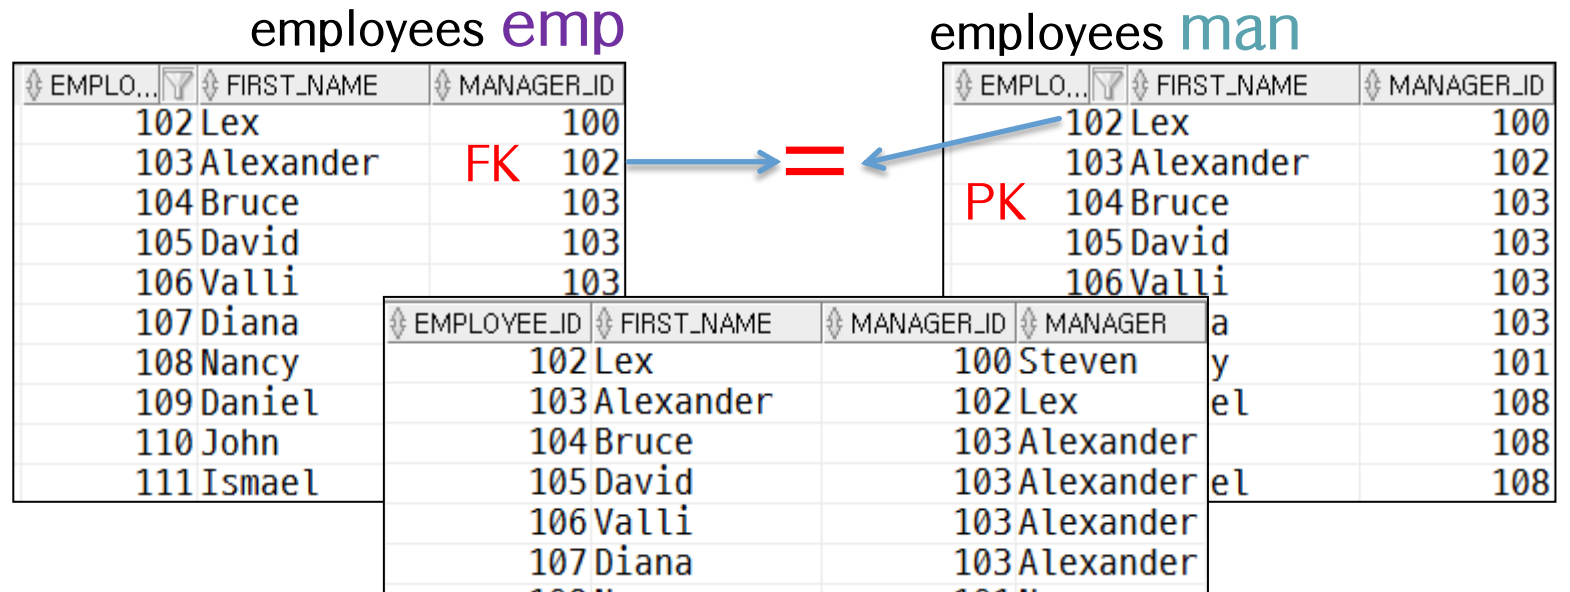 employees emp
EMPLO... FIRST_NAME MANAGER_ID
102 Lex 100
103 Alexander FK 102
104 Bruce 103
105 David 103
106 Valli 103
107 Diana
108 Nancy
109 Daniel
110 John
111 Ismael
=
employees man
EMPLO... FIRST_NAME MANAGER_ID
102 Lex 100
103 Alexander 102
PK 104 Bruce 103
105 David 103
106 Valli 103
a 103
y 101
el 108
108
el 108
EMPLOYEE_ID FIRST_NAME MANAGER_ID MANAGER
102 Lex 100 Steven
103 Alexander 102 Lex
104 Bruce 103 Alexander
105 David 103 Alexander
106 Valli 103 Alexander
107 Diana 103 Alexander